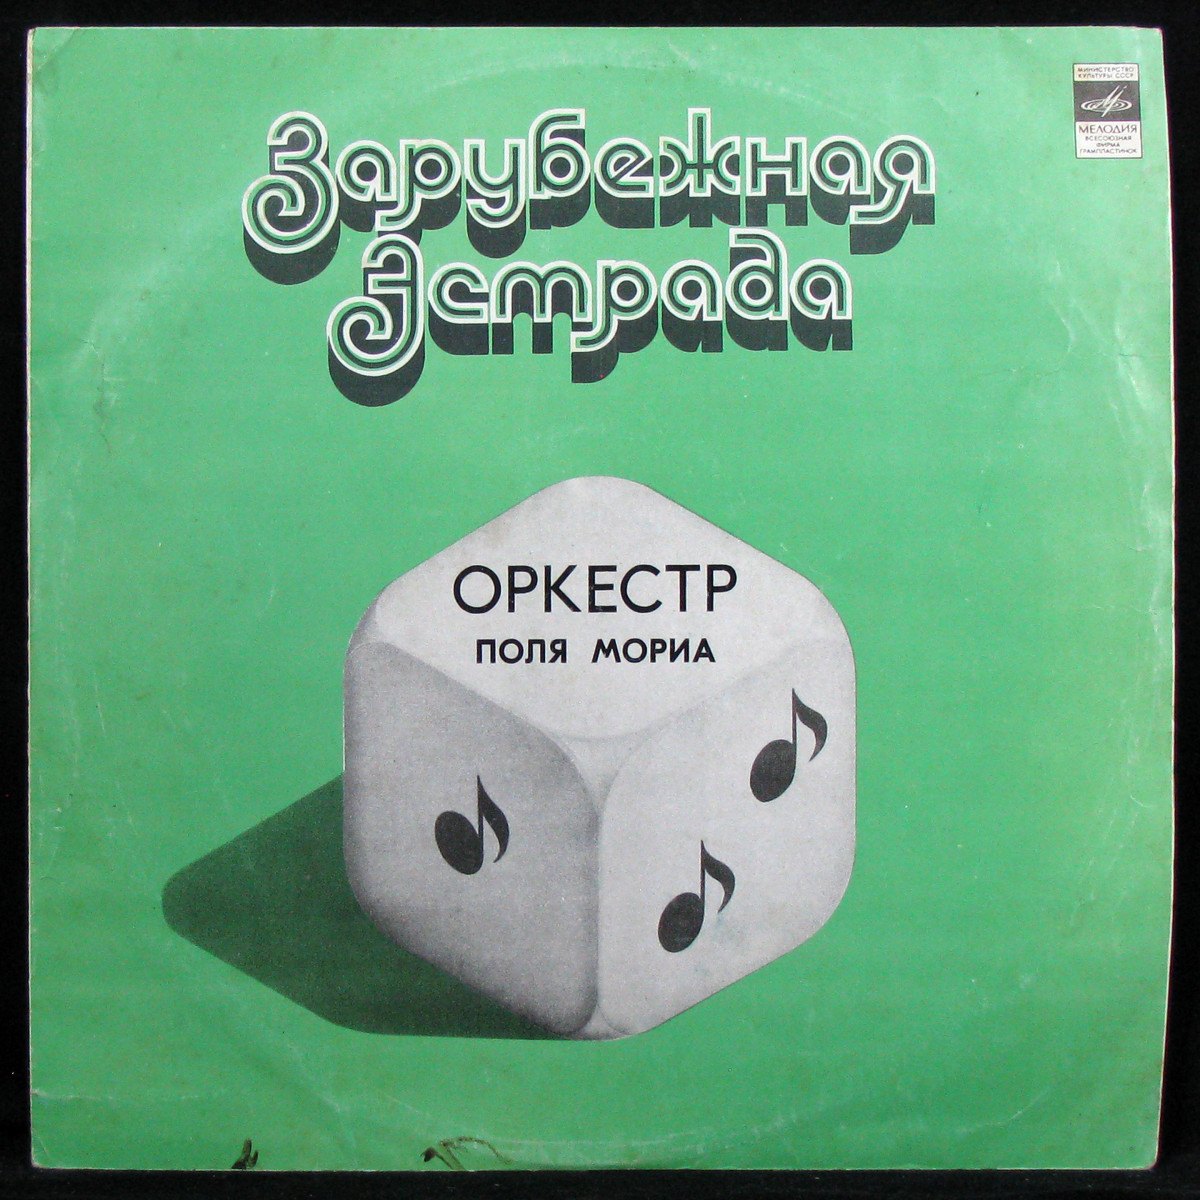 Зарубежная
Эстрада
МИНИСТЕРСТВО
КУЛЬТУРЫ СССР
МЕЛОДИЯ
ВСЕСОЮЗНАЯ
ФИРМА
ГРАМПЛАСТИНОК
ОРКЕСТР
ПОЛЯ МОРИА